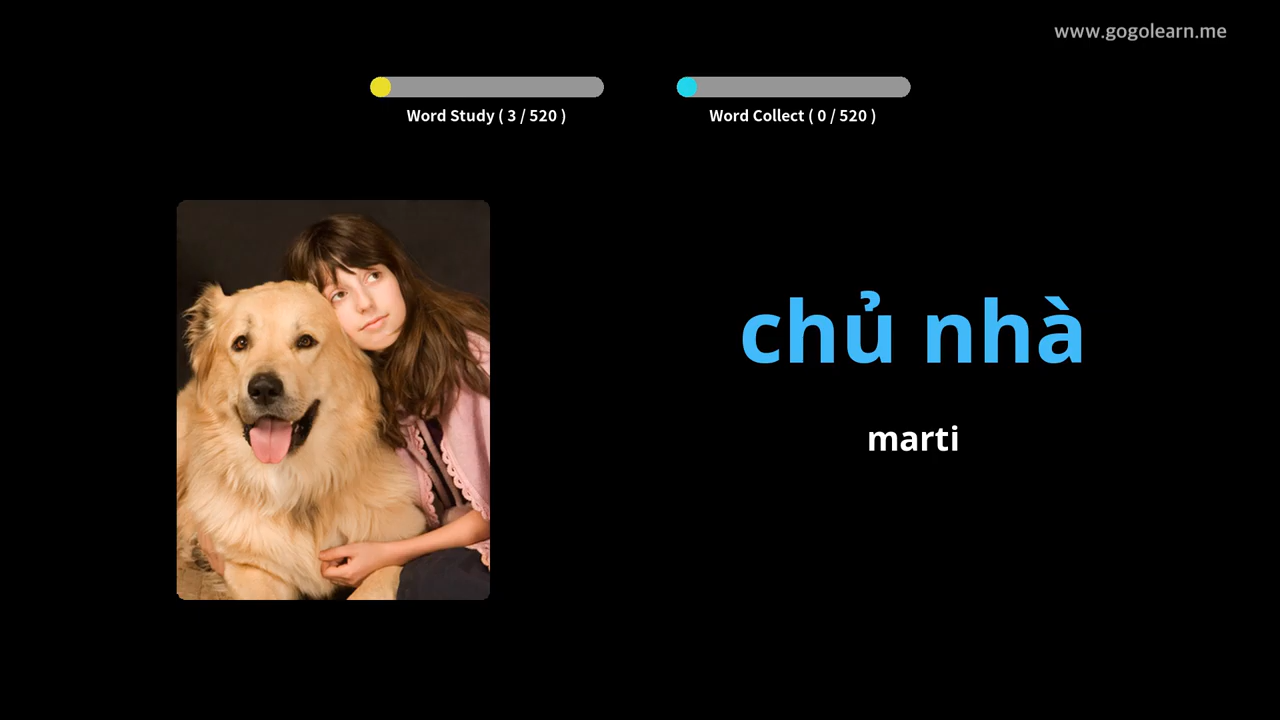 www.gogolearn.me
Word Study ( 3 / 520 )
Word Collect ( 0 / 520 )
chủ nhà
marti